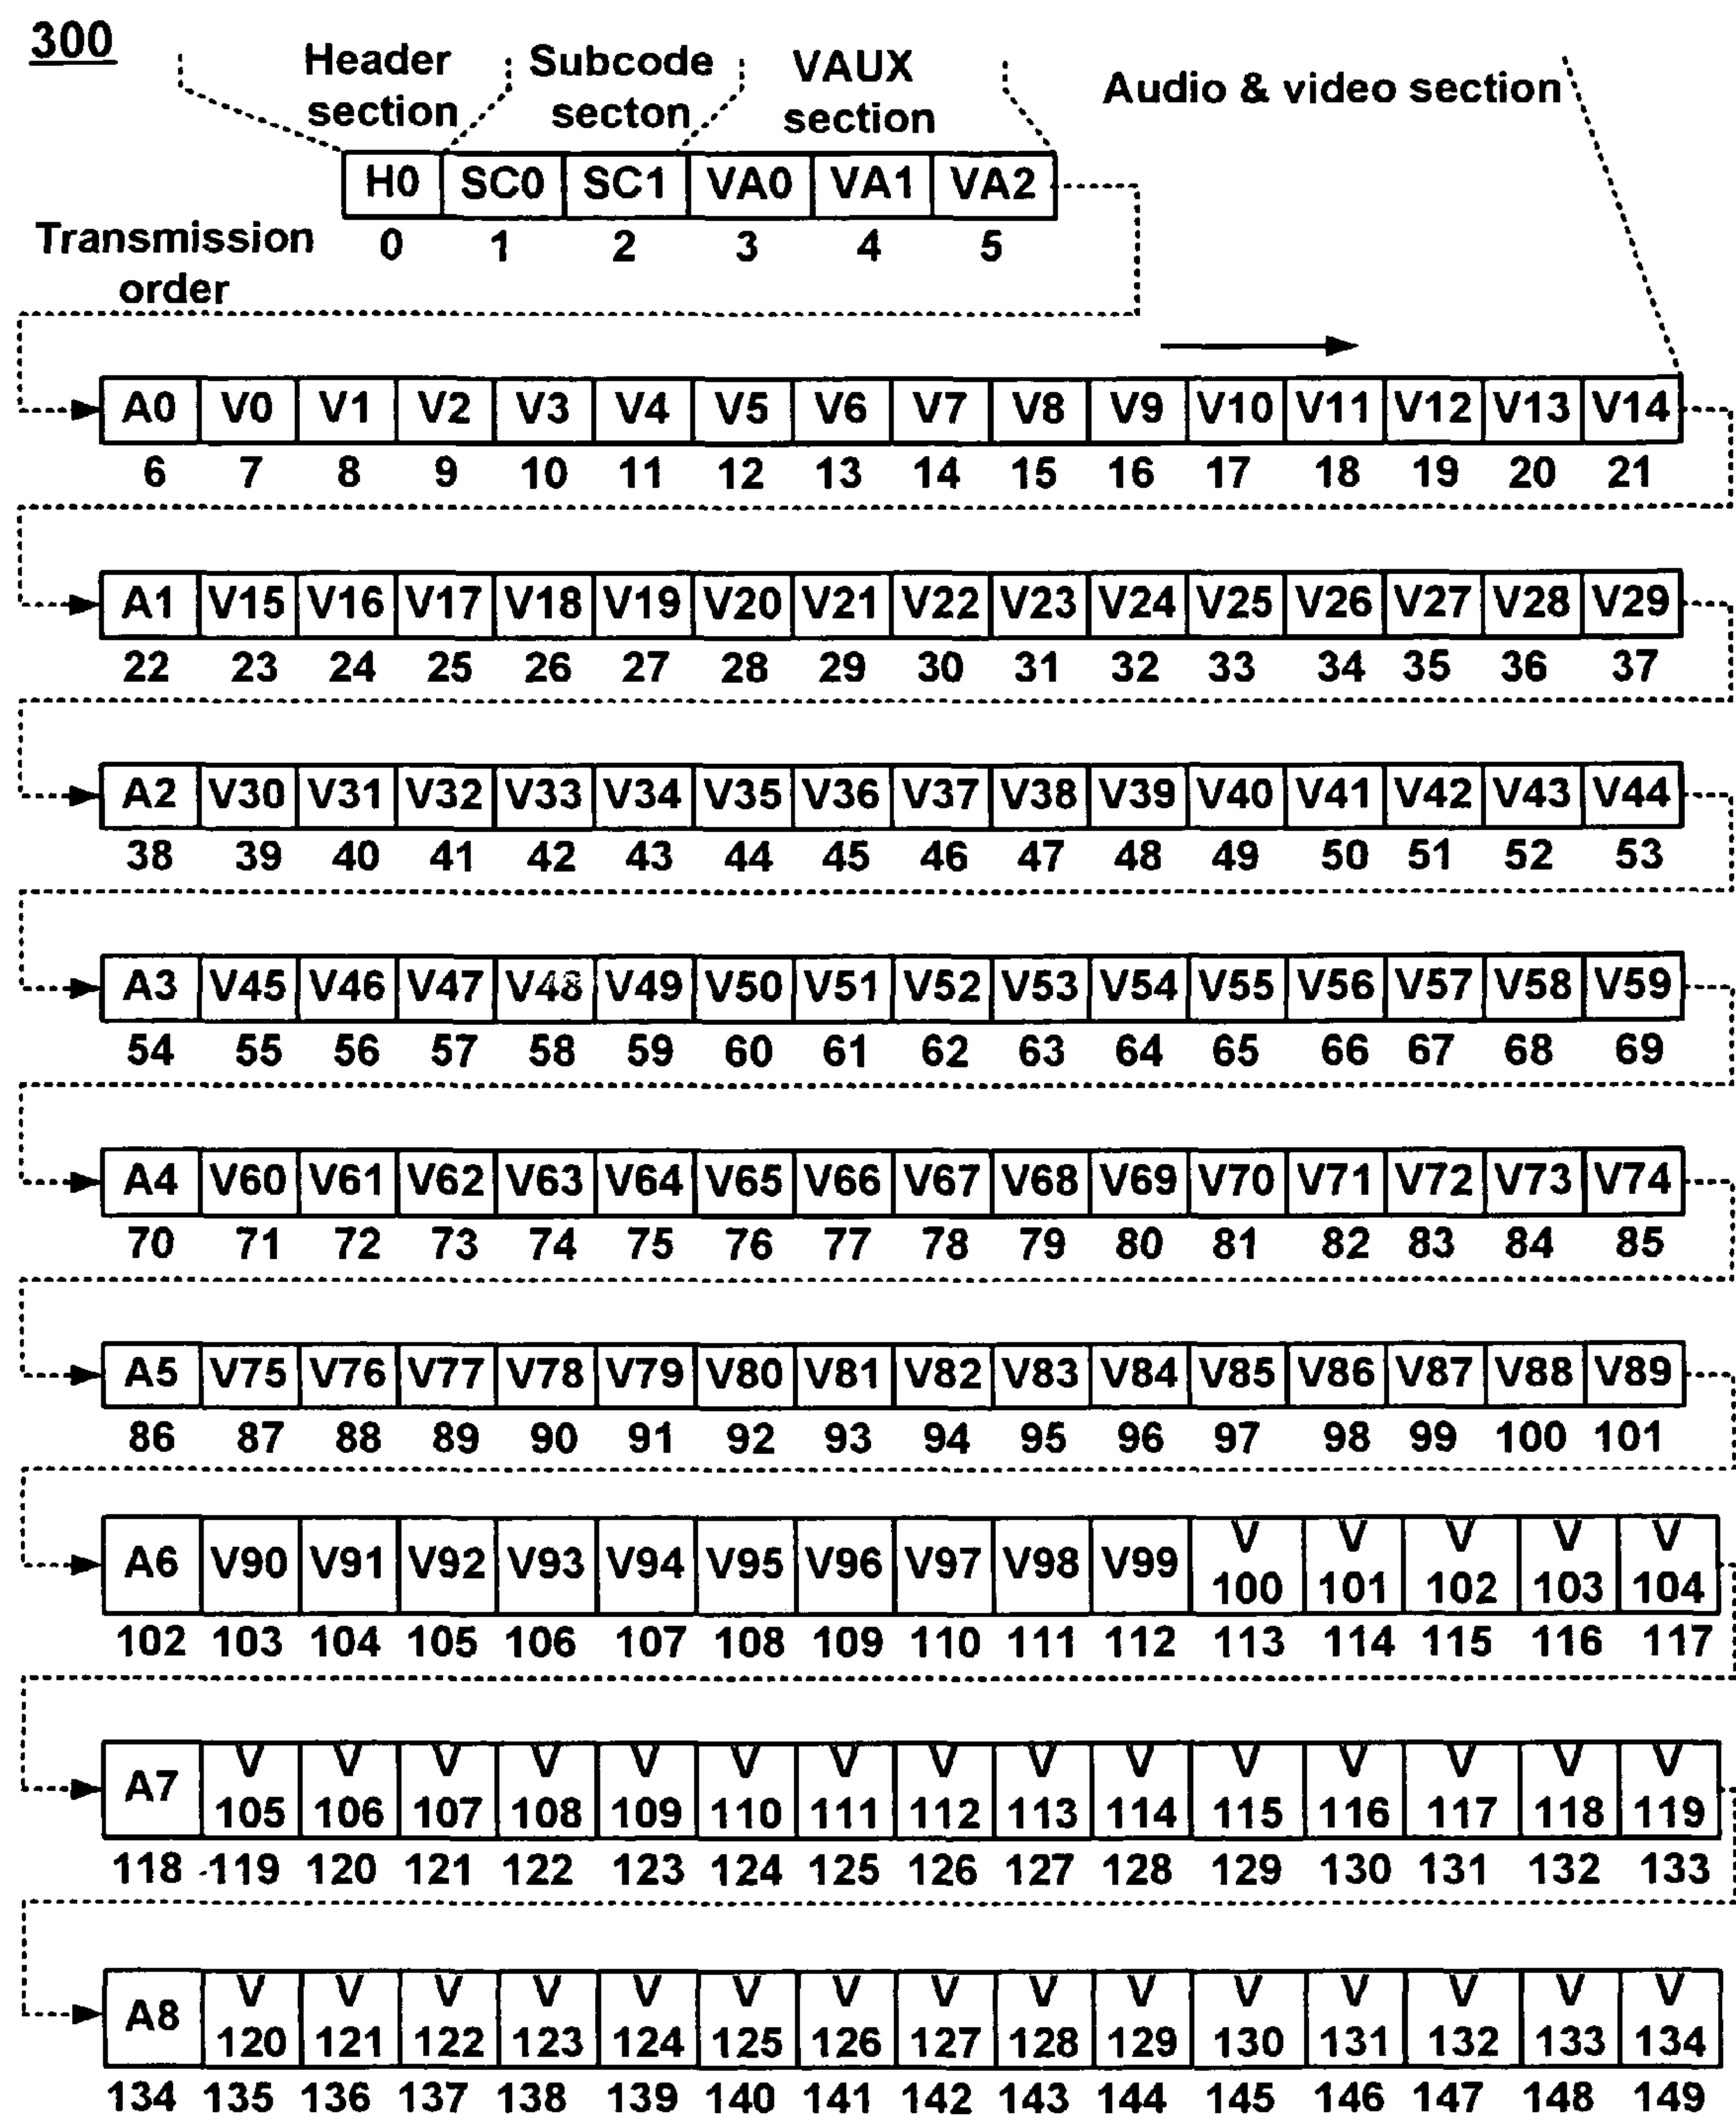 300
Header section
Subcode secton
VAUX section
Audio & video section
H0 SC0 SC1 VA0 VA1 VA2
Transmission order
0 1 2 3 4 5
A0 V0 V1 V2 V3 V4 V5 V6 V7 V8 V9 V10 V11 V12 V13 V14
6 7 8 9 10 11 12 13 14 15 16 17 18 19 20 21
A1 V15 V16 V17 V18 V19 V20 V21 V22 V23 V24 V25 V26 V27 V28 V29
22 23 24 25 26 27 28 29 30 31 32 33 34 35 36 37
A2 V30 V31 V32 V33 V34 V35 V36 V37 V38 V39 V40 V41 V42 V43 V44
38 39 40 41 42 43 44 45 46 47 48 49 50 51 52 53
A3 V45 V46 V47 V48 V49 V50 V51 V52 V53 V54 V55 V56 V57 V58 V59
54 55 56 57 58 59 60 61 62 63 64 65 66 67 68 69
A4 V60 V61 V62 V63 V64 V65 V66 V67 V68 V69 V70 V71 V72 V73 V74
70 71 72 73 74 75 76 77 78 79 80 81 82 83 84 85
A5 V75 V76 V77 V78 V79 V80 V81 V82 V83 V84 V85 V86 V87 V88 V89
86 87 88 89 90 91 92 93 94 95 96 97 98 99 100 101
A6 V90 V91 V92 V93 V94 V95 V96 V97 V98 V99 V 100 V 101 V 102 V 103 V 104
102 103 104 105 106 107 108 109 110 111 112 113 114 115 116 117
A7 V 105 V 106 V 107 V 108 V 109 V 110 V 111 V 112 V 113 V 114 V 115 V 116 V 117 V 118 V 119
118 119 120 121 122 123 124 125 126 127 128 129 130 131 132 133
A8 V 120 V 121 V 122 V 123 V 124 V 125 V 126 V 127 V 128 V 129 V 130 V 131 V 132 V 133 V 134
134 135 136 137 138 139 140 141 142 143 144 145 146 147 148 149